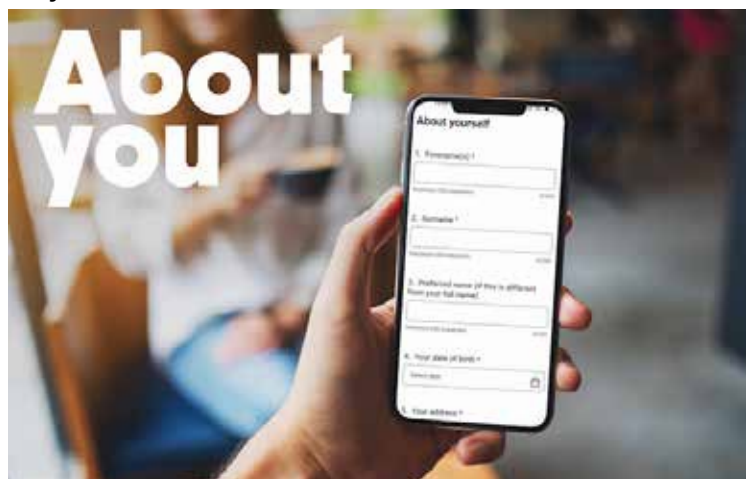 About
you
About yourself
1. Forename(s) *
2. Surname *
3. Preferred name (if this is different
from your full name)
4. Your date of birth *
Select date
5. Your address *